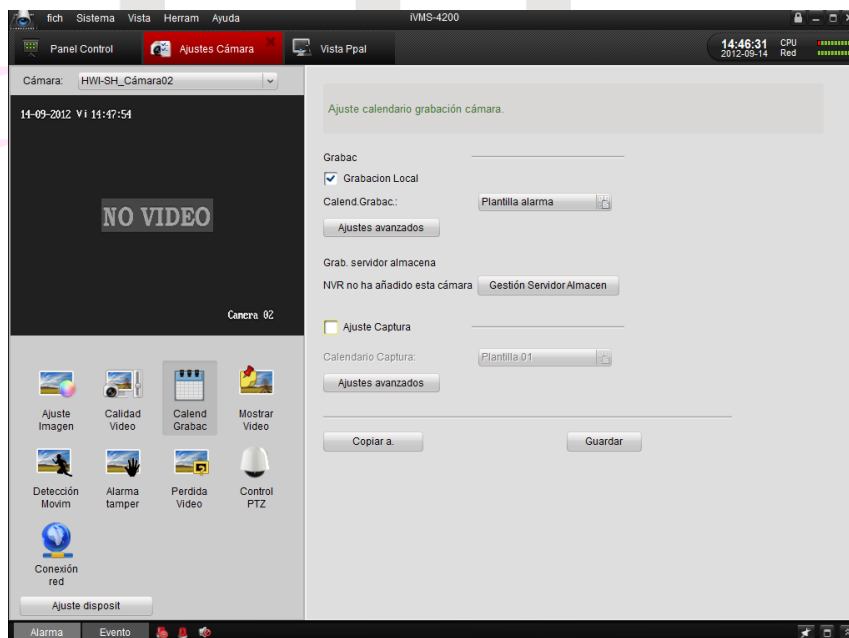 fich Sistema Vista Herram Ayuda iVMS-4200
Panel Control Ajustes Cámara Vista Ppal 14:46:31 CPU
2012-09-14 Red
Cámara: HWI-SH_Cámara02
14-09-2012 Vi 14:47:54
NO VIDEO
Camera 02
Ajuste Imagen
Calidad Video
Calend Grabac
Mostrar Video
Detección Movim
Alarma tamper
Perdida Video
Control PTZ
Conexión red
Ajuste disposit
Ajuste calendario grabación cámara.
Grabac
Grabacion Local
Calend.Grabac.: Plantilla alarma
Ajustes avanzados
Grab. servidor almacena
NVR no ha añadido esta cámara Gestión Servidor Almacen
Ajuste Captura
Calendario Captura: Plantilla 01
Ajustes avanzados
Copiar a. Guardar
Alarma Evento